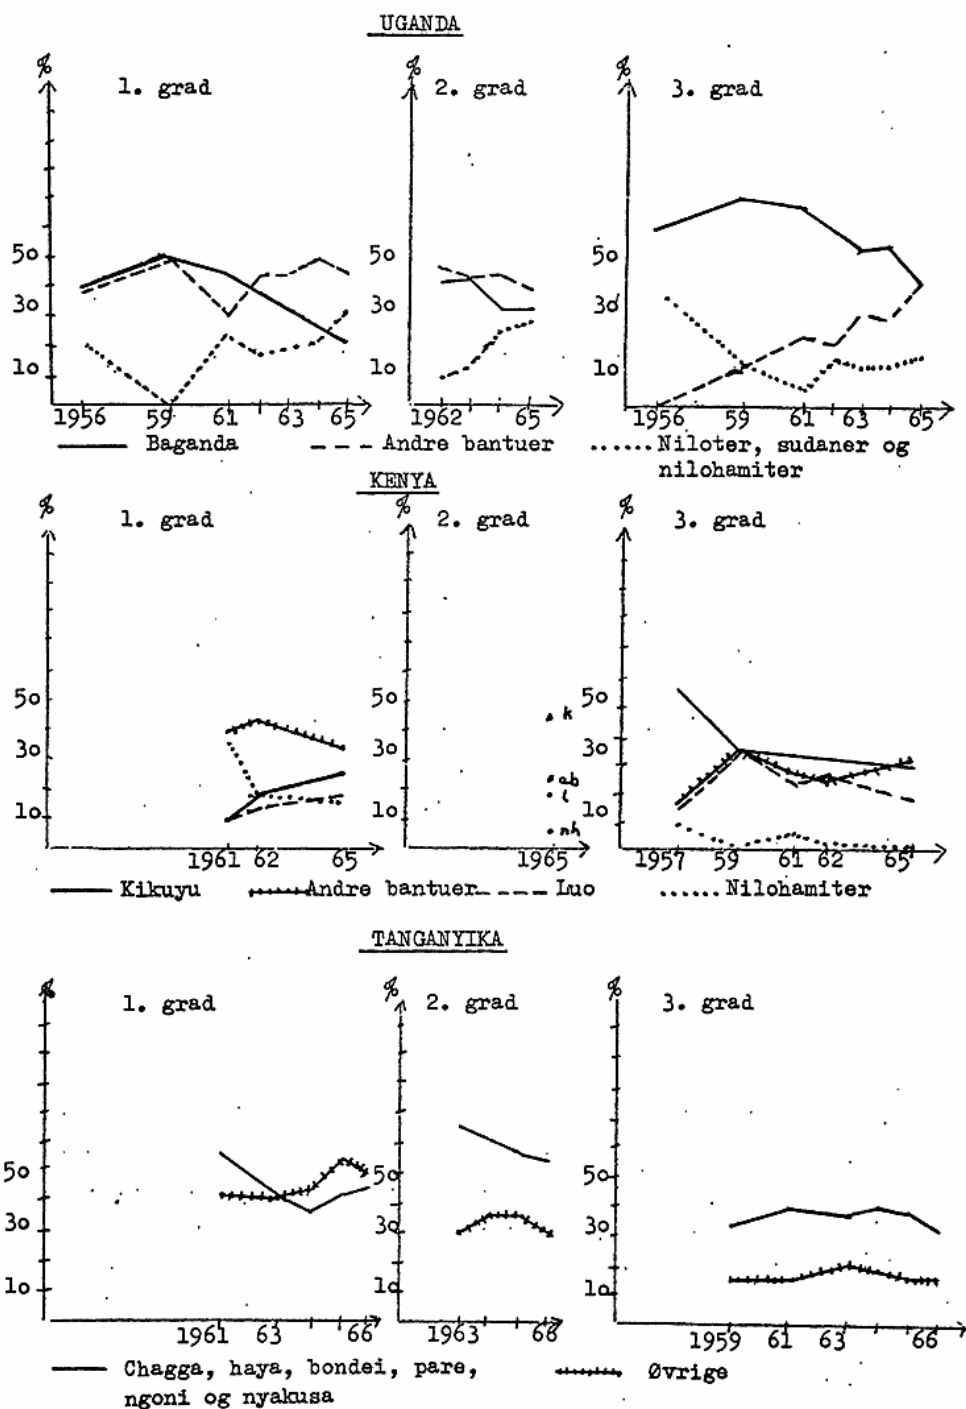 UGANDA
% % %
1. grad 2. grad 3. grad
50 50 50
30 30 30
10 10 10
1956 59 61 63 65 1962 65 1956 59 61 63 65
Baganda Andre bantuer Niloter, sudaner og
nilohamiter
KENYA
% % %
1. grad 2. grad 3. grad
50 50 50
k
30 30 30
ab
l
10 10 10
nh
1961 62 65 1965 1957 59 61 62 65
Kikuyu Andre bantuer Luo Nilohamiter
TANGANYIKA
% % %
1. grad 2. grad 3. grad
50 50 50
30 30 30
10 10 10
1961 63 66 1963 66 1959 61 63 66
Chagga, haya, bondei, pare, Øvrige
ngoni og nyakusa